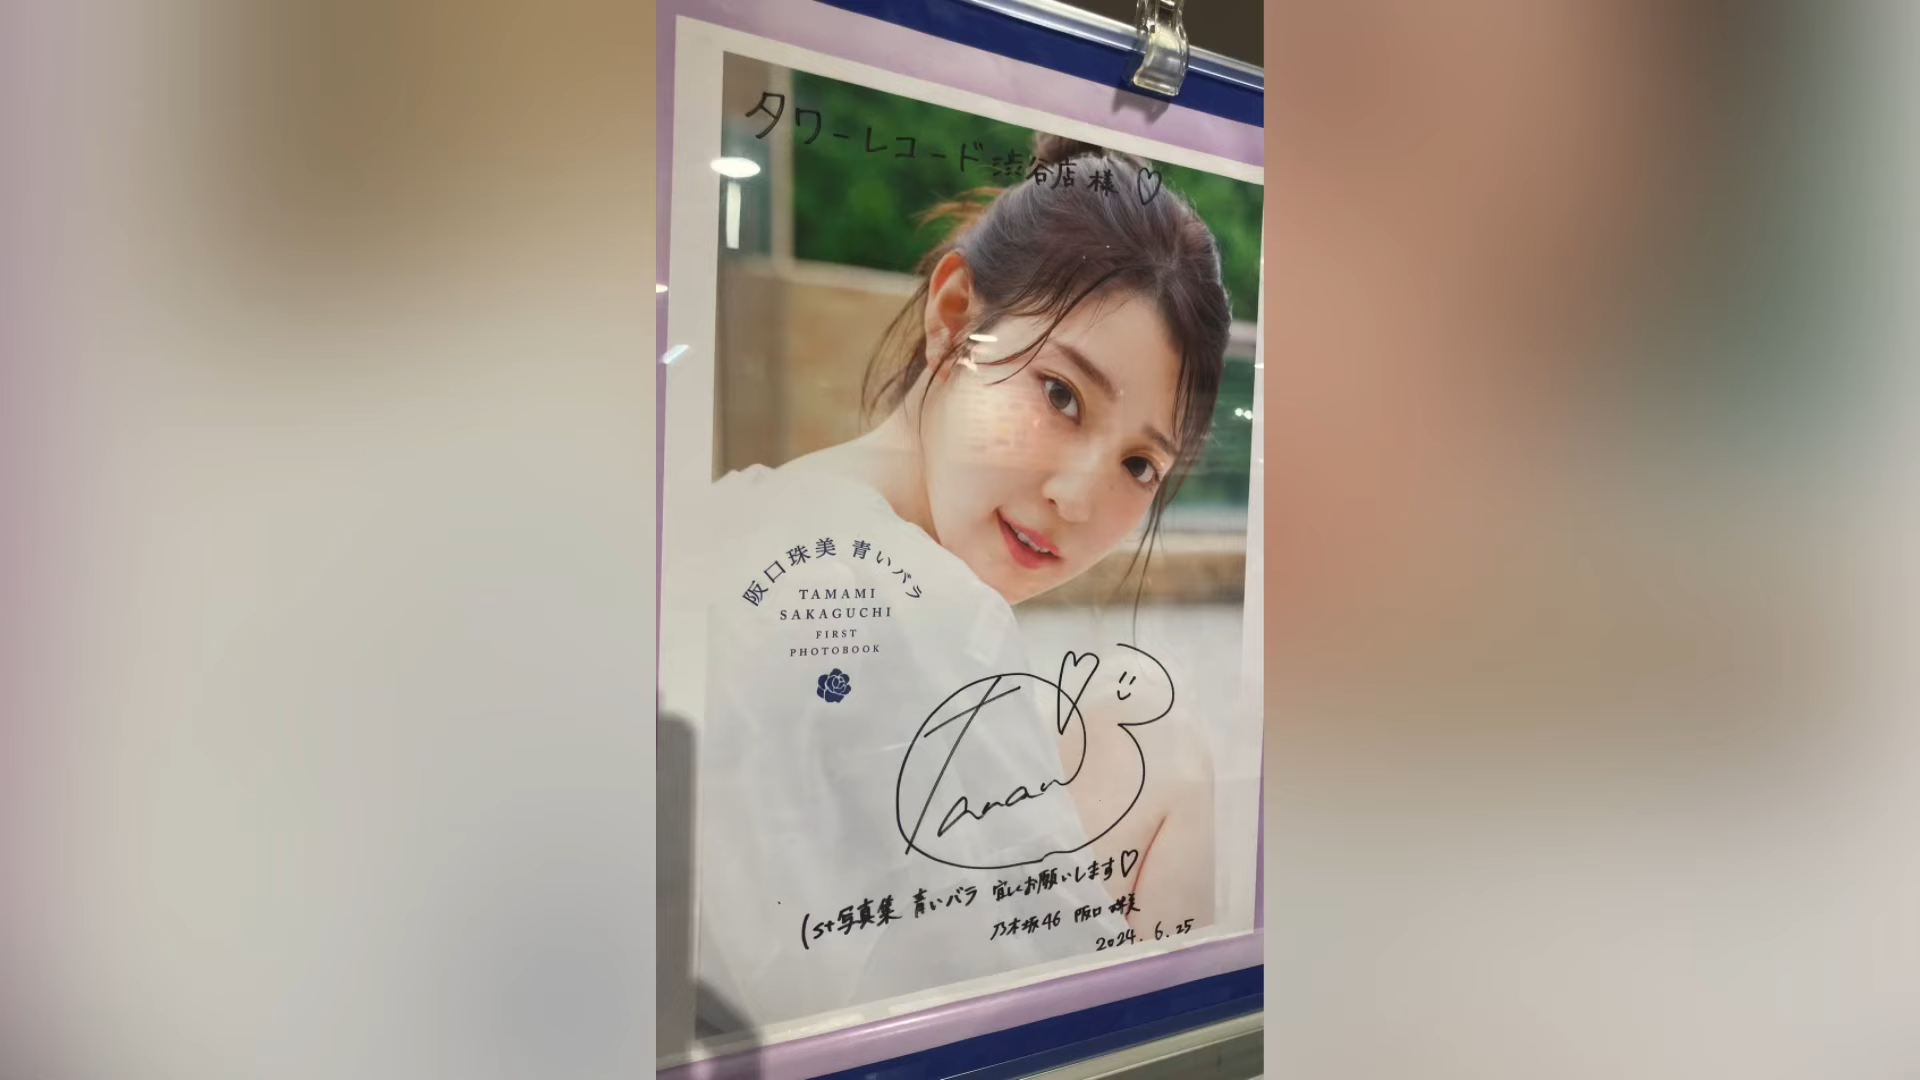 タワーレコード渋谷店様♡
阪口珠美 青いバラ
TAMAMI
SAKAGUCHI
FIRST
PHOTOBOOK
Tamami
1st写真集 青いバラ 宜しくお願いします♡
乃木坂46 阪口珠美
2024.6.25